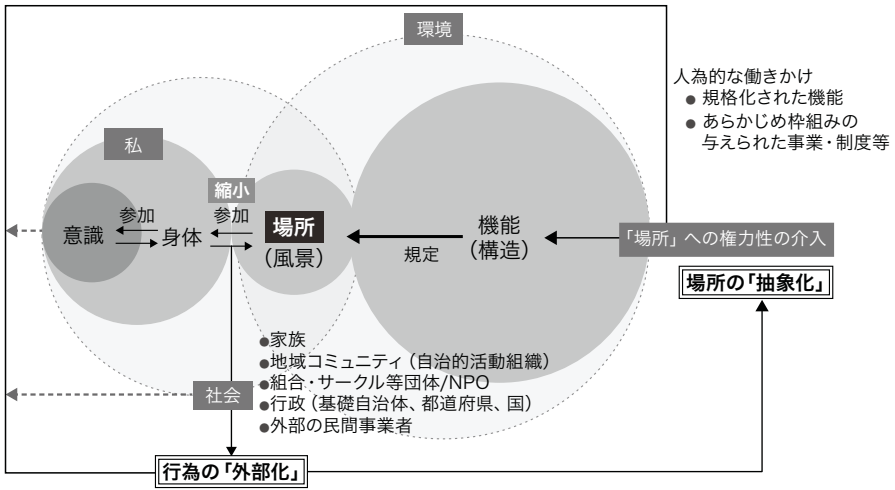 環境
人為的な働きかけ
● 規格化された機能
● あらかじめ枠組みの
与えられた事業・制度等
私
縮小
意識
参加
身体
参加
場所
(風景)
規定
機能
(構造)
「場所」への権力性の介入
場所の「抽象化」
●家族
●地域コミュニティ(自治的活動組織)
●組合・サークル等団体/NPO
●行政(基礎自治体、都道府県、国)
●外部の民間事業者
社会
行為の「外部化」